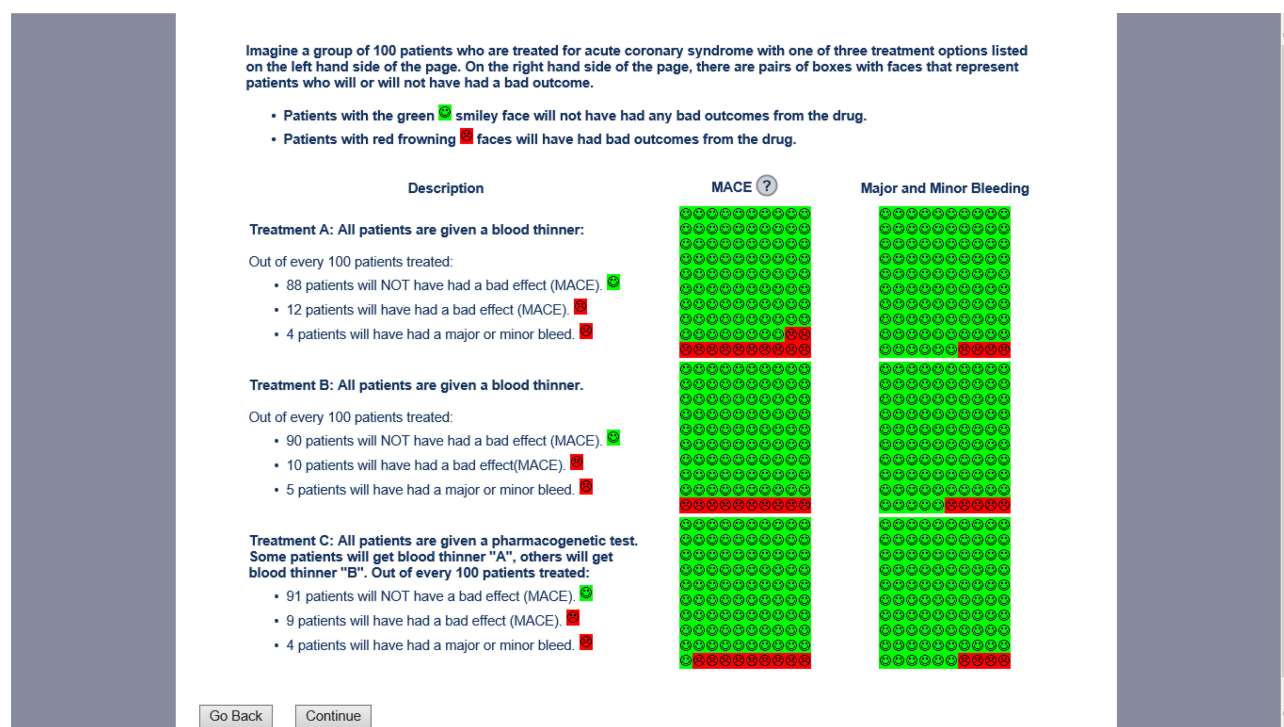 Imagine a group of 100 patients who are treated for acute coronary syndrome with one of three treatment options listed
on the left hand side of the page. On the right hand side of the page, there are pairs of boxes with faces that represent
patients who will or will not have had a bad outcome.
• Patients with the green smiley face will not have had any bad outcomes from the drug.
• Patients with red frowning faces will have had bad outcomes from the drug.
Description MACE ? Major and Minor Bleeding
Treatment A: All patients are given a blood thinner:
Out of every 100 patients treated:
• 88 patients will NOT have had a bad effect (MACE).
• 12 patients will have had a bad effect (MACE).
• 4 patients will have had a major or minor bleed.
Treatment B: All patients are given a blood thinner.
Out of every 100 patients treated:
• 90 patients will NOT have had a bad effect (MACE).
• 10 patients will have had a bad effect(MACE).
• 5 patients will have had a major or minor bleed.
Treatment C: All patients are given a pharmacogenetic test.
Some patients will get blood thinner "A", others will get
blood thinner "B". Out of every 100 patients treated:
• 91 patients will NOT have a bad effect (MACE).
• 9 patients will have had a bad effect (MACE).
• 4 patients will have had a major or minor bleed.
Go Back Continue